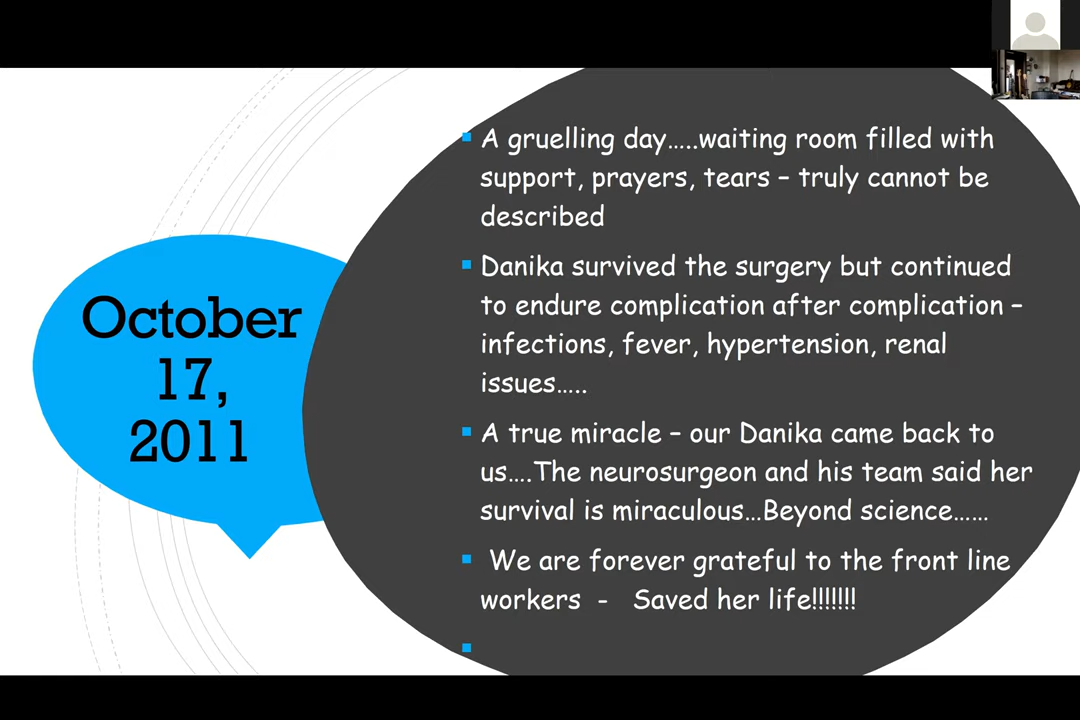 October
17,
2011
A gruelling day.....waiting room filled with
support, prayers, tears – truly cannot be
described
Danika survived the surgery but continued
to endure complication after complication –
infections, fever, hypertension, renal
issues.....
A true miracle – our Danika came back to
us....The neurosurgeon and his team said her
survival is miraculous...Beyond science......
We are forever grateful to the front line
workers - Saved her life!!!!!!!